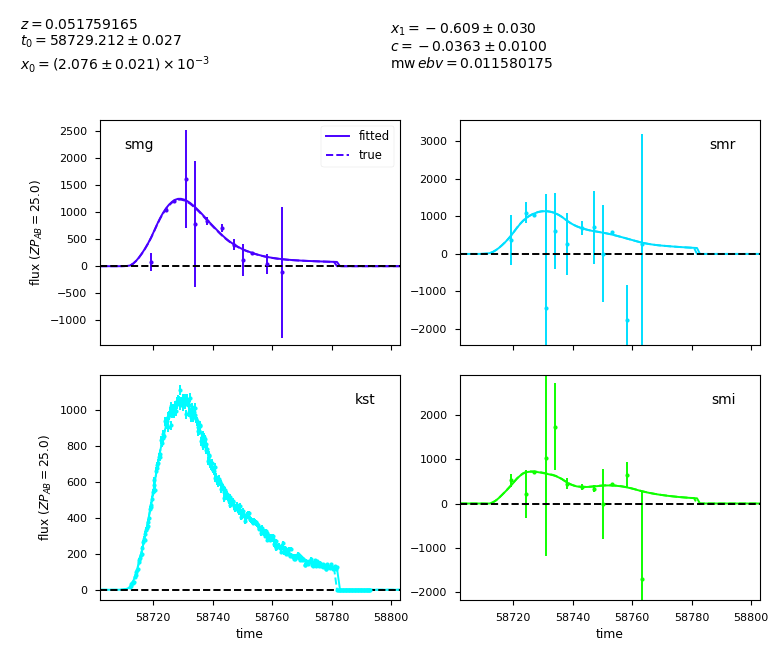 z = 0.051759165
t₀ = 58729.212 ± 0.027
x₀ = (2.076 ± 0.021) × 10⁻³
x₁ = −0.609 ± 0.030
c = −0.0363 ± 0.0100
mw ebv = 0.011580175
smg
fitted
true
2500
2000
1500
1000
500
0
−500
−1000
flux (ZP_AB = 25.0)
smr
3000
2000
1000
0
−1000
−2000
kst
1000
800
600
400
200
0
flux (ZP_AB = 25.0)
58720 58740 58760 58780 58800
time
smi
2000
1000
0
−1000
−2000
58720 58740 58760 58780 58800
time